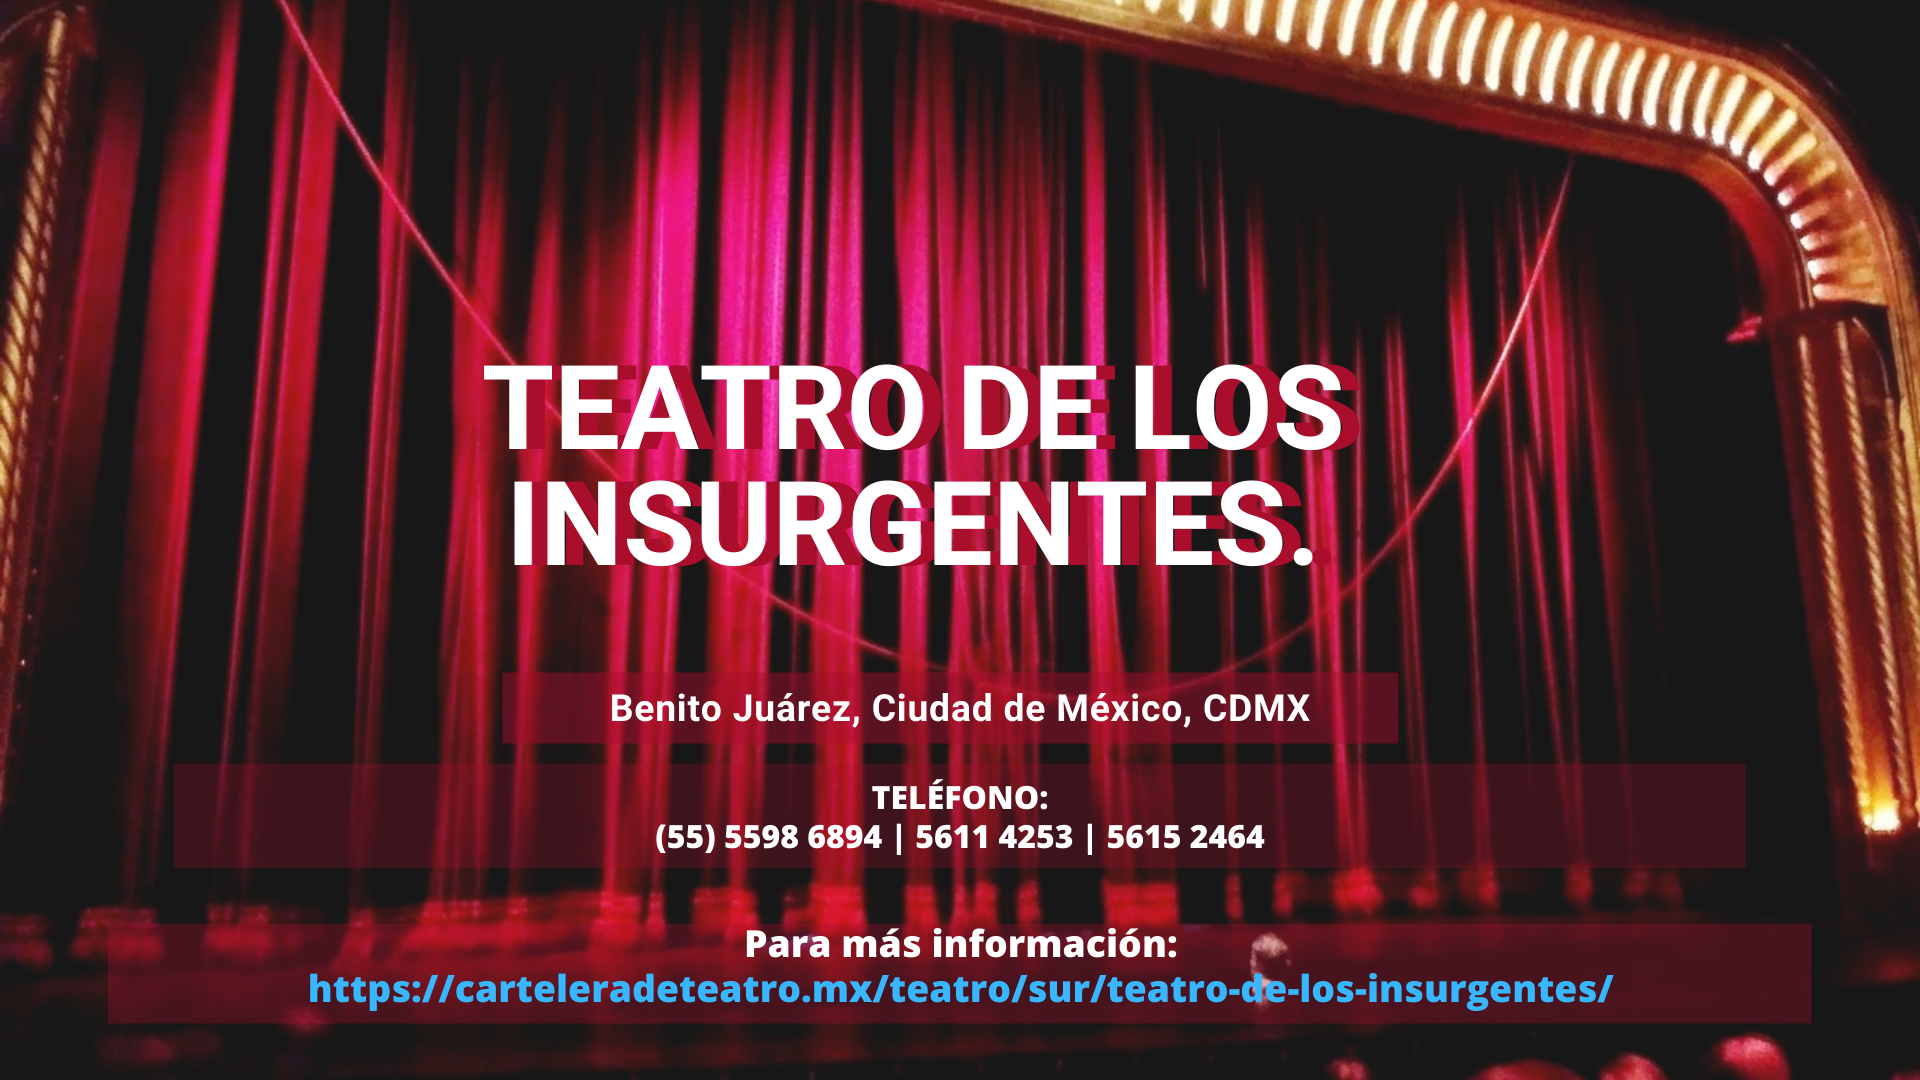 TEATRO DE LOS
INSURGENTES.
Benito Juárez, Ciudad de México, CDMX
TELÉFONO:
(55) 5598 6894 | 5611 4253 | 5615 2464
Para más información:
https://carteleradeteatro.mx/teatro/sur/teatro-de-los-insurgentes/